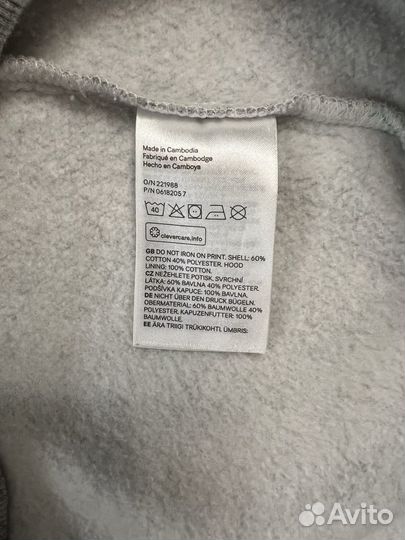 Made in Cambodia
Fabriqué en Cambodge
Hecho en Camboya
O/N 221988
P/N 0618205 7
40
clevercare.info
GB DO NOT IRON ON PRINT. SHELL: 60%
COTTON 40% POLYESTER. HOOD
LINING: 100% COTTON.
CZ NEŽEHLETE POTISK, SVRCHNÍ
LÁTKA: 60% BAVLNA 40% POLYESTER.
PODŠÍVKA KAPUCE: 100% BAVLNA.
DE NICHT ÜBER DEN DRUCK BÜGELN.
OBERMATERIAL: 60% BAUMWOLLE 40%
POLYESTER, KAPUZENFUTTER: 100%
BAUMWOLLE.
EE ÄRA TRIIGI TRÜKIKOHTI, ÜMBRIS:
Avito